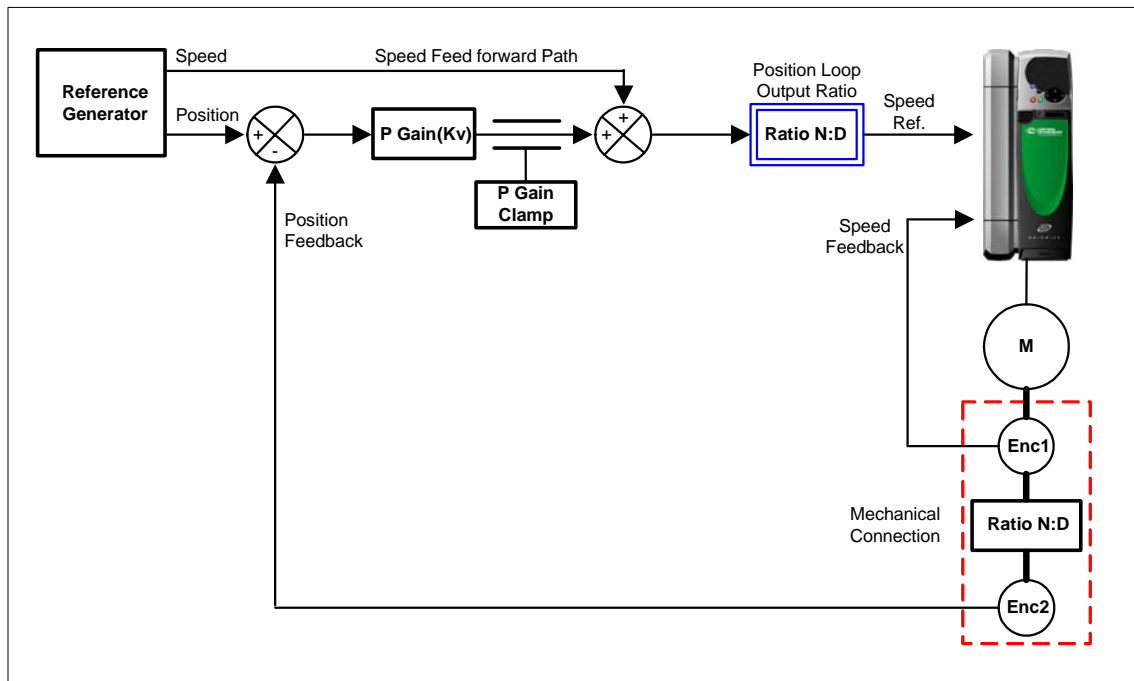 Speed
Speed Feed forward Path
Reference
Generator
Position
Position Loop
Output Ratio
Speed
Ref.
+
-
P Gain(Kv)
+
+
Ratio N:D
P Gain
Clamp
Position
Feedback
Speed
Feedback
M
Enc1
Mechanical
Connection
Ratio N:D
Enc2